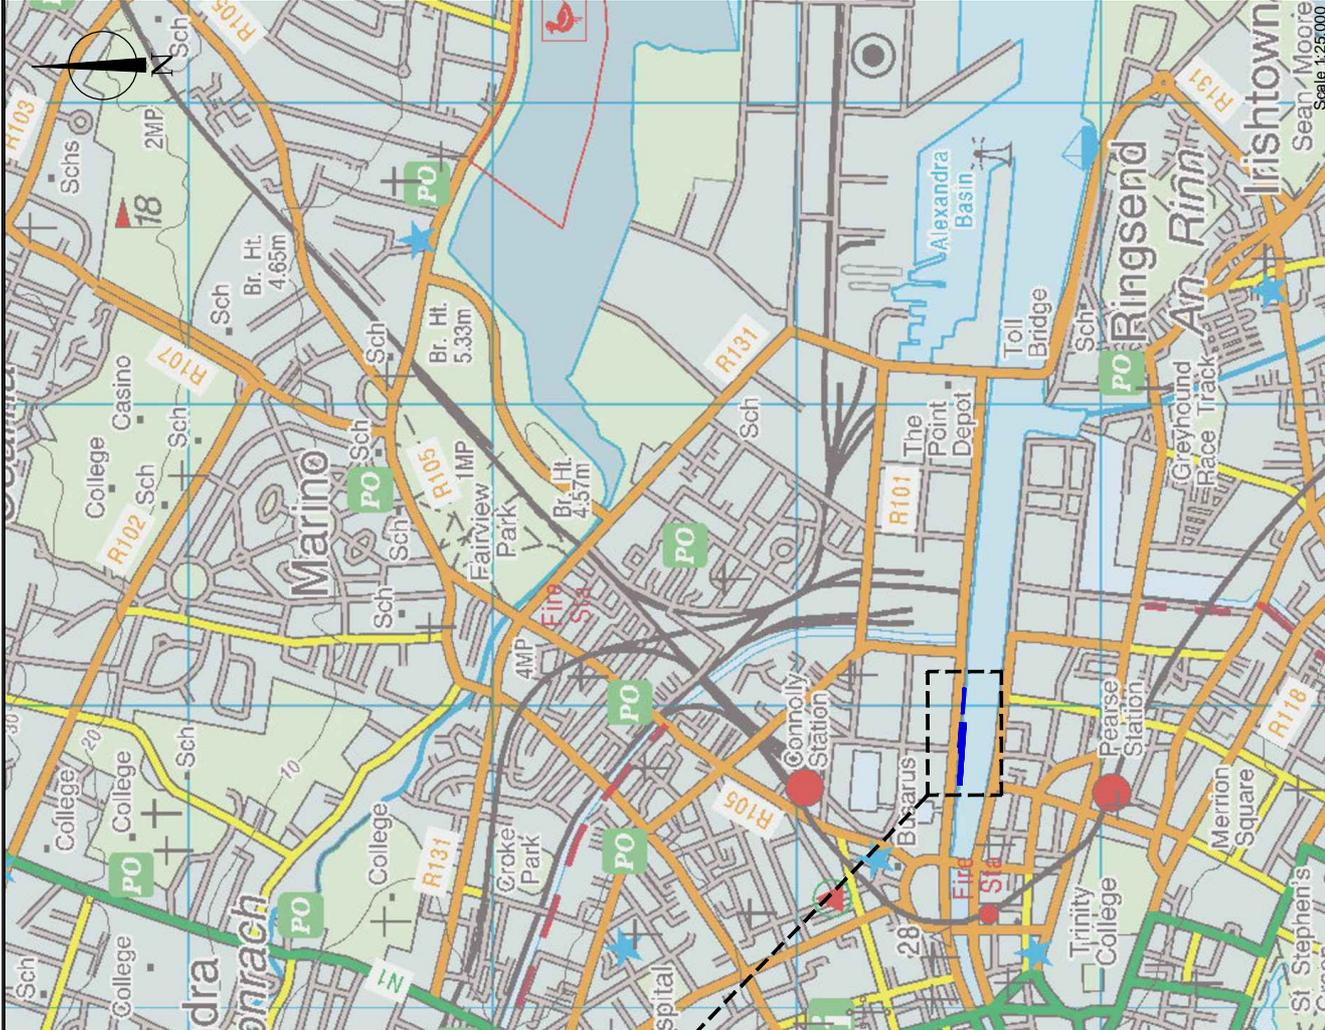 R103
Sch
R105
N
2MP
Schs
18
Br. Ht.
4.65m
Sch
R107
Casino
College
Sch
Sch
R102
Marino
PO
Sch
Sch
Sch
R105
1MP
Fairview
Park
Br. Ht.
5.33m
Sch
PO
Br. Ht.
4.57m
Fire
Sta
4MP
PO
PO
Sch
R131
Alexandra
Basin
Toll
Bridge
The
Point
Depot
R101
Ringsend
An Rinn
Irishtown
Sean Moore
R131
Scale 1:25,000
Sch
PO
Greyhound
Race Track
30
20
10
College
College
Sch
PO
College
College
Sch
dra
onrach
PO
N1
R131
Croke
Park
PO
R105
Connolly
Station
Busarus
Fire
Sta
28
spital
i
Trinity
College
Pearse
Station
Merrion
Square
R118
St Stephen's